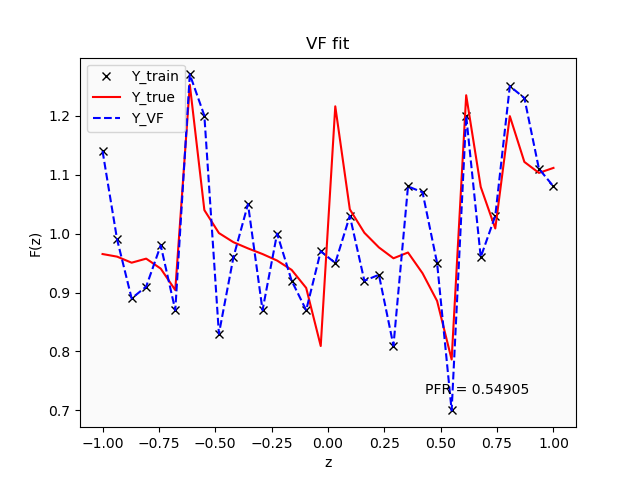 VF fit
Y_train
Y_true
Y_VF
F(z)
1.2
1.1
1.0
0.9
0.8
0.7
PFR = 0.54905
−1.00 −0.75 −0.50 −0.25 0.00 0.25 0.50 0.75 1.00
z